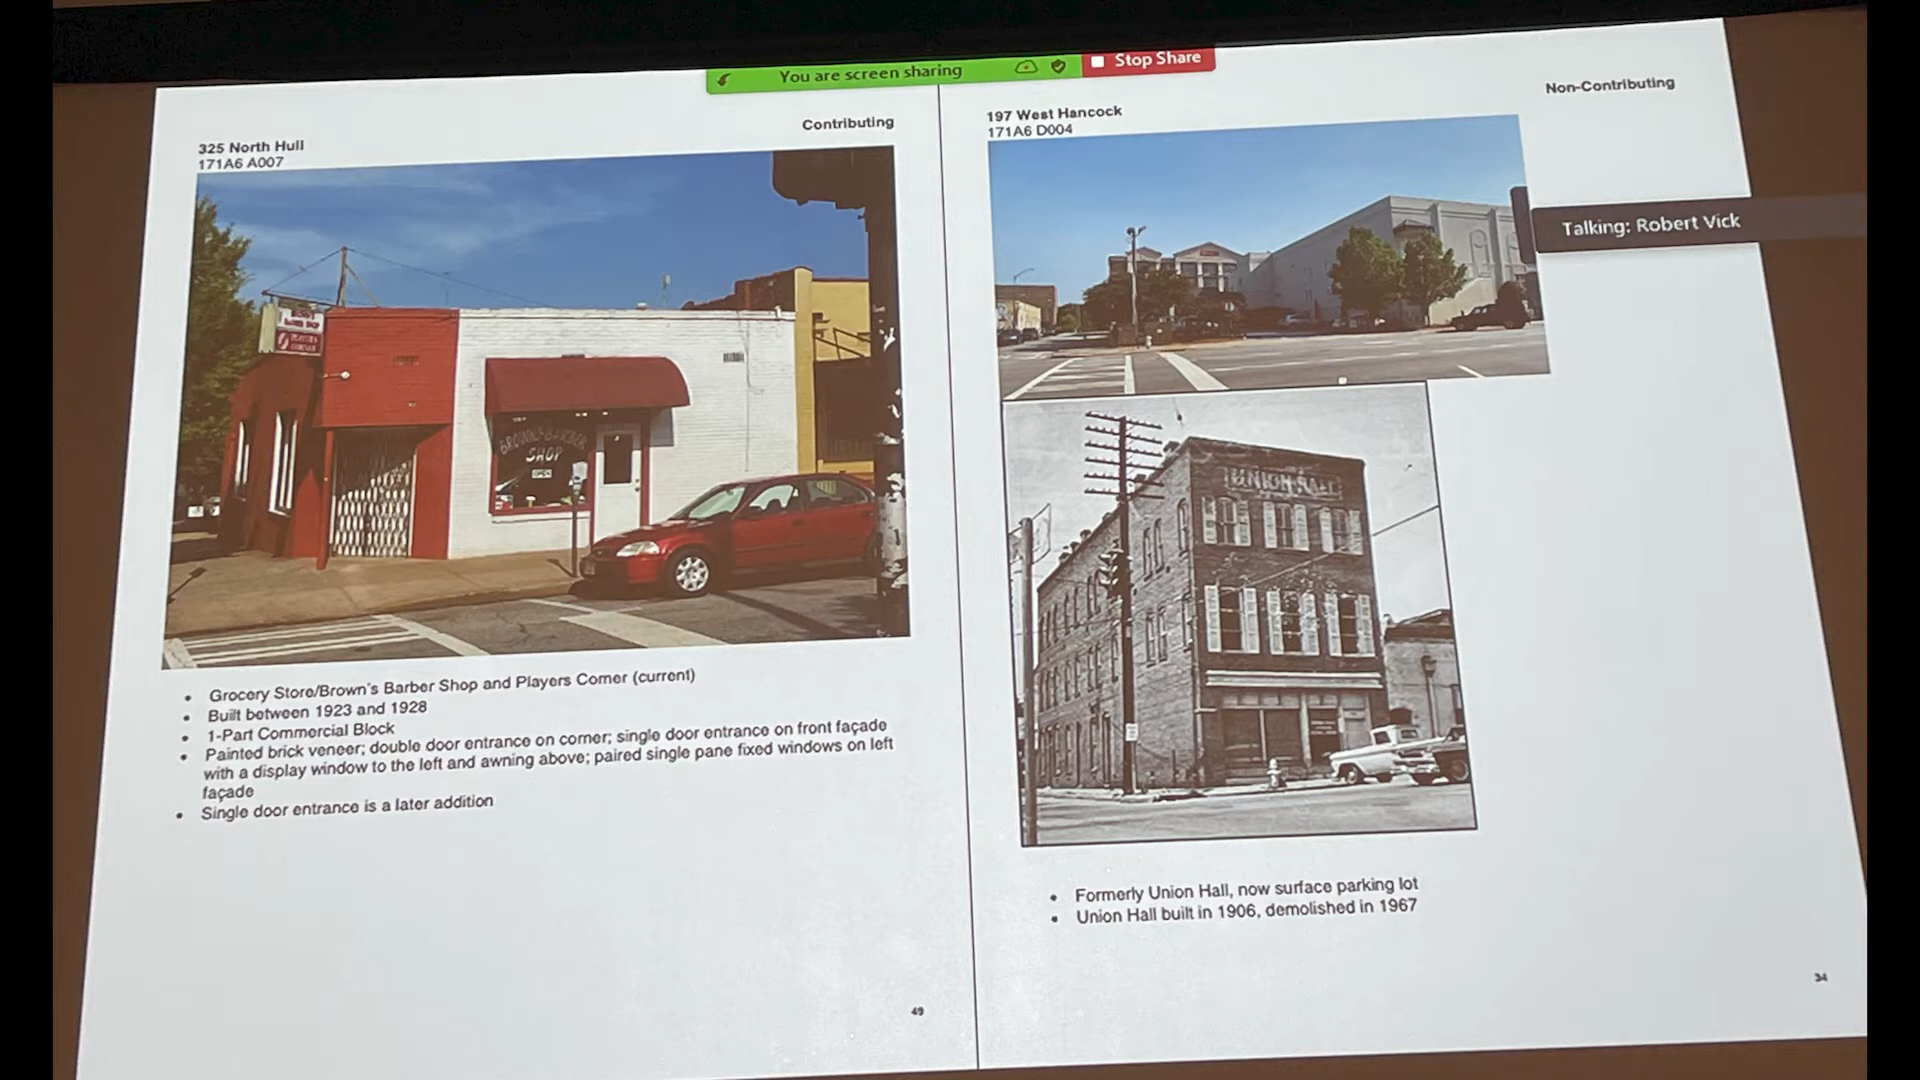 You are screen sharing
Stop Share
Contributing
325 North Hull
171A6 A007
BROWN'S BARBER
SHOP
OPEN
• Grocery Store/Brown's Barber Shop and Players Corner (current)
• Built between 1923 and 1928
• 1-Part Commercial Block
• Painted brick veneer; double door entrance on corner; single door entrance on front façade
with a display window to the left and awning above; paired single pane fixed windows on left
façade
• Single door entrance is a later addition
49
Non-Contributing
197 West Hancock
171A6 D004
Talking: Robert Vick
UNION HALL
• Formerly Union Hall, now surface parking lot
• Union Hall built in 1906, demolished in 1967
34